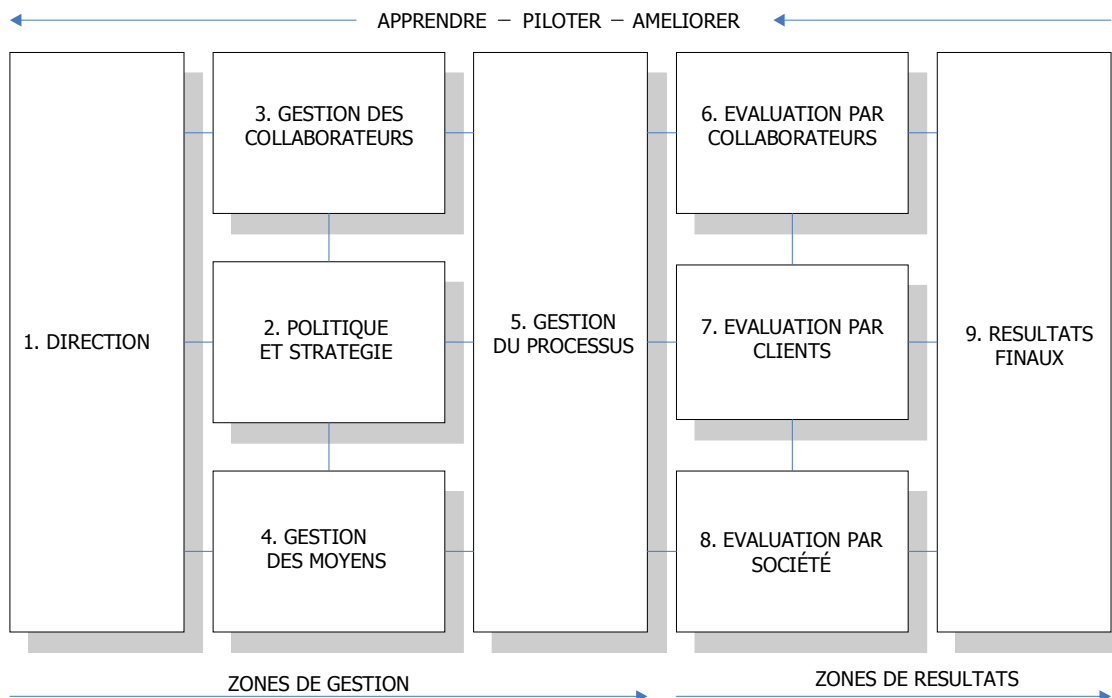 APPRENDRE – PILOTER – AMELIORER
1. DIRECTION
3. GESTION DES
COLLABORATEURS
2. POLITIQUE
ET STRATEGIE
4. GESTION
DES MOYENS
5. GESTION
DU PROCESSUS
6. EVALUATION PAR
COLLABORATEURS
7. EVALUATION PAR
CLIENTS
8. EVALUATION PAR
SOCIÉTÉ
9. RESULTATS
FINAUX
ZONES DE GESTION
ZONES DE RESULTATS